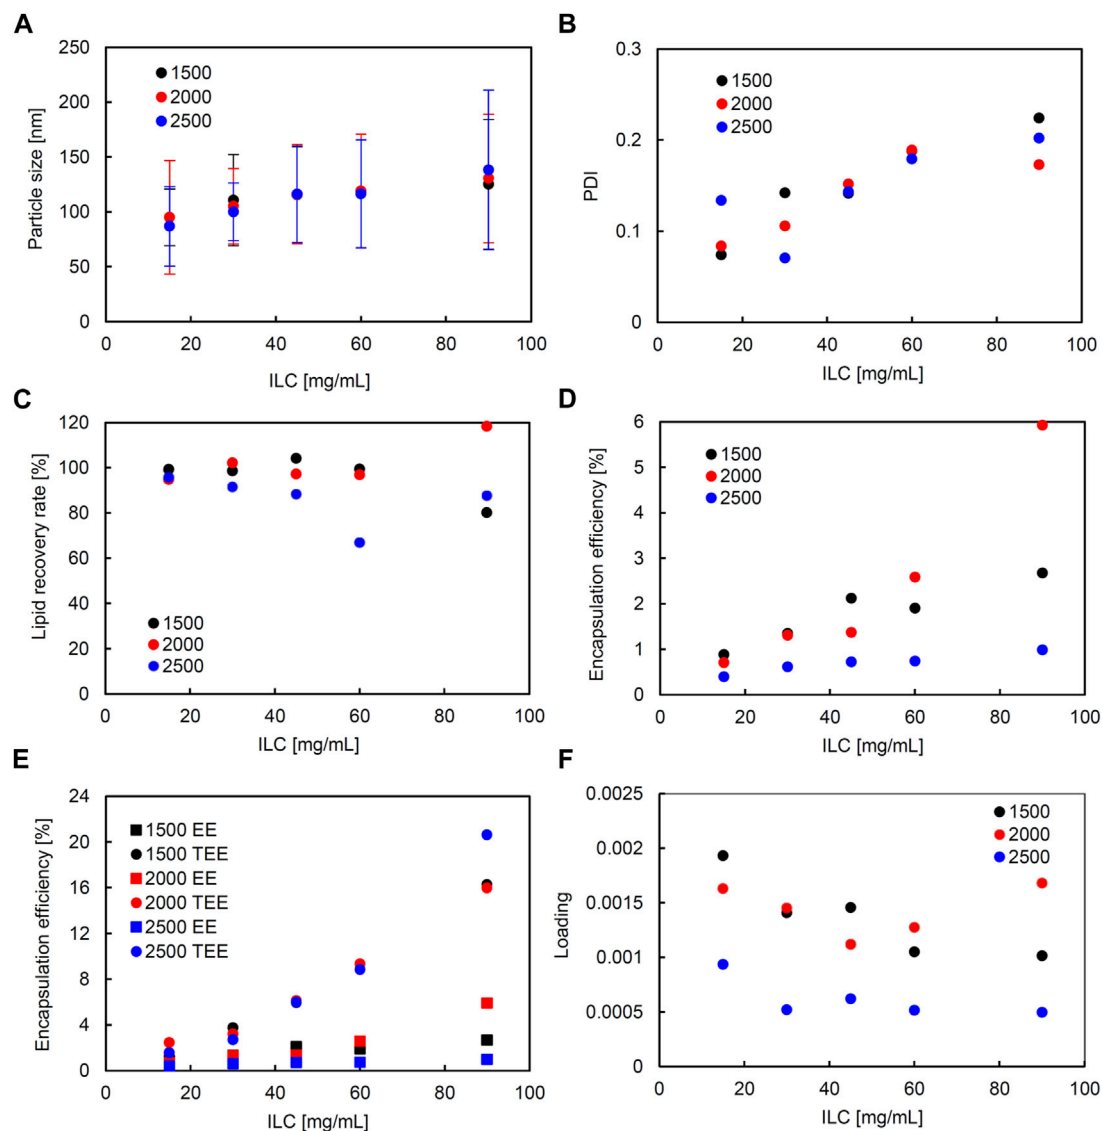 A
250
200
150
100
50
0
Particle size [nm]
1500
2000
2500
0 20 40 60 80 100
ILC [mg/mL]
B
0.3
0.2
0.1
0
PDI
1500
2000
2500
0 20 40 60 80 100
ILC [mg/mL]
C
120
100
80
60
40
20
0
Lipid recovery rate [%]
1500
2000
2500
0 20 40 60 80 100
ILC [mg/mL]
D
6
5
4
3
2
1
0
Encapsulation efficiency [%]
1500
2000
2500
0 20 40 60 80 100
ILC [mg/mL]
E
24
20
16
12
8
4
0
Encapsulation efficiency [%]
1500 EE
1500 TEE
2000 EE
2000 TEE
2500 EE
2500 TEE
0 20 40 60 80 100
ILC [mg/mL]
F
0.0025
0.002
0.0015
0.001
0.0005
0
Loading
1500
2000
2500
0 20 40 60 80 100
ILC [mg/mL]